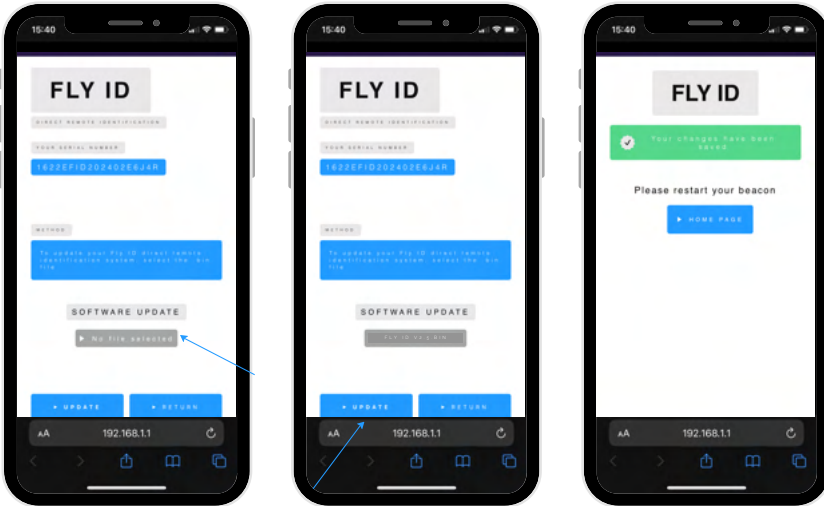 15:40
FLY ID
DIRECT REMOTE IDENTIFICATION
YOUR SERIAL NUMBER
1622EFID202402E6J4R
METHOD
To update your Fly ID direct remote
identification system, select the .bin
file
SOFTWARE UPDATE
No file selected
UPDATE RETURN
AA 192.168.1.1
15:40
FLY ID
DIRECT REMOTE IDENTIFICATION
YOUR SERIAL NUMBER
1622EFID202402E6J4R
METHOD
To update your Fly ID direct remote
identification system, select the .bin
file
SOFTWARE UPDATE
UPDATE RETURN
AA 192.168.1.1
15:40
FLY ID
Your changes have been
saved
Please restart your beacon
HOME PAGE
AA 192.168.1.1